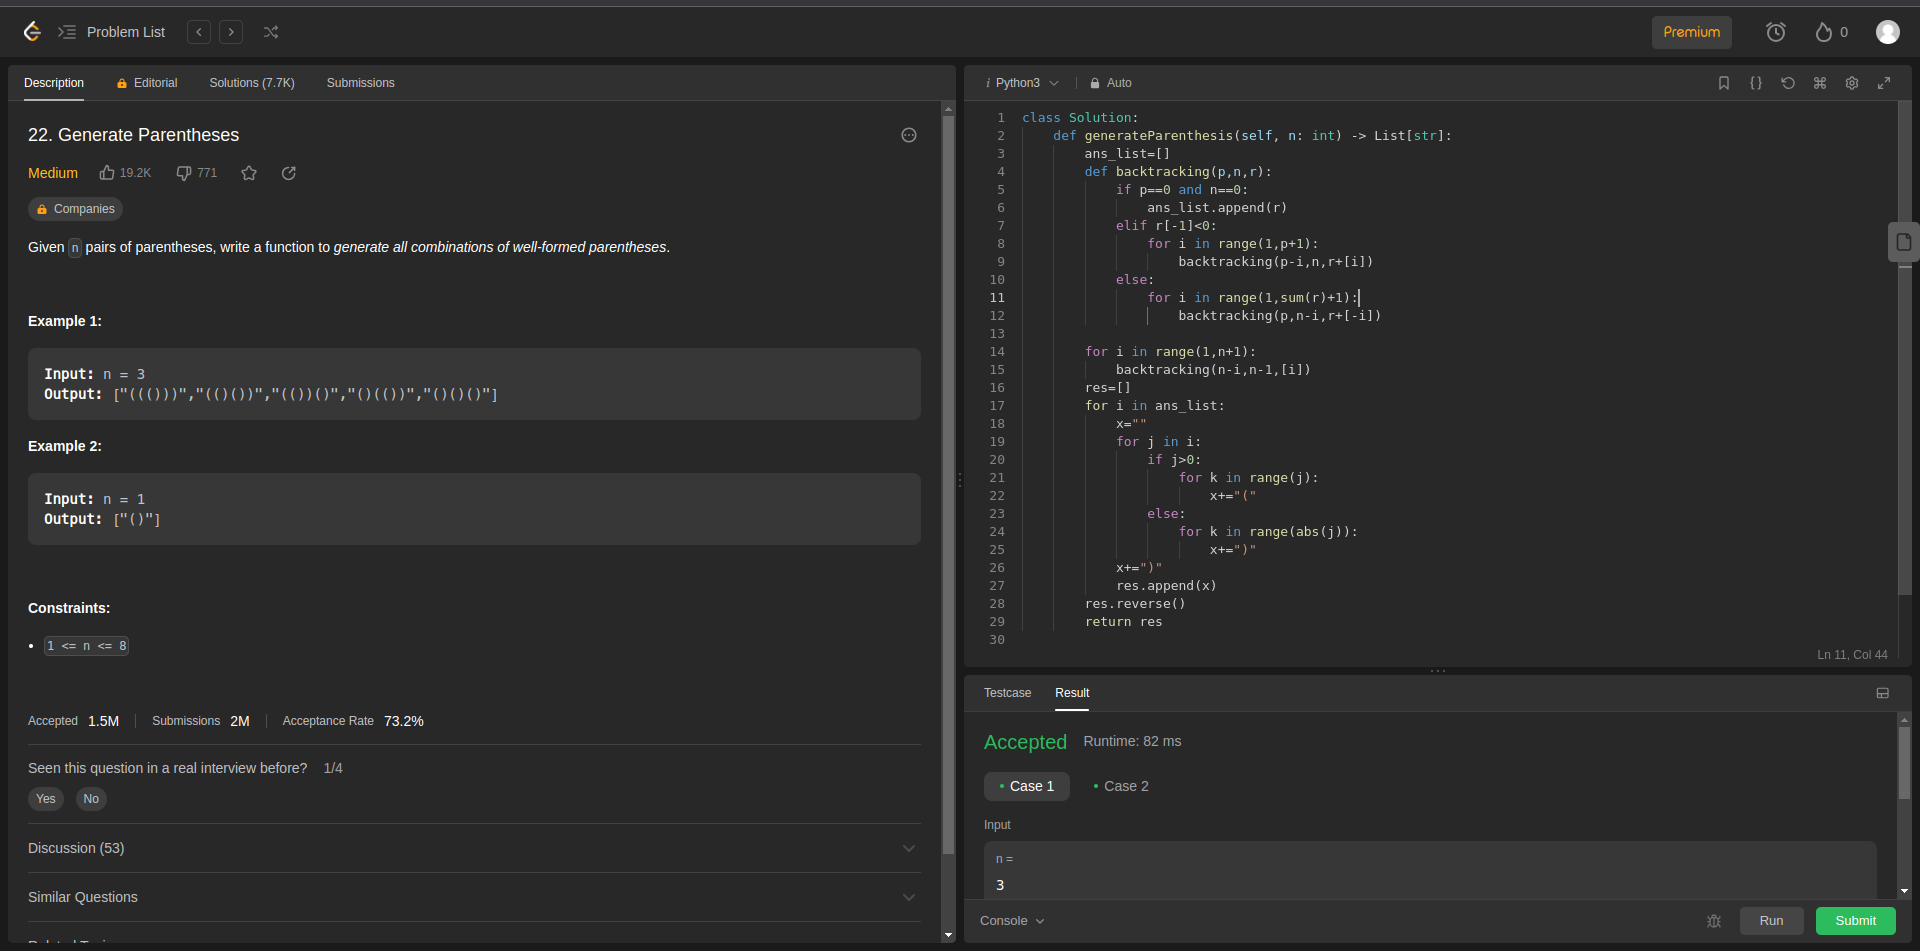 Problem List
Premium
0
Description
Editorial
Solutions (7.7K)
Submissions
22. Generate Parentheses
Medium
19.2K
771
Companies
Given n pairs of parentheses, write a function to generate all combinations of well-formed parentheses.
Example 1:
Input: n = 3
Output: ["((()))","(()())","(())()","()(())","()()()"]
Example 2:
Input: n = 1
Output: ["()"]
Constraints:
• 1 <= n <= 8
Accepted 1.5M
Submissions 2M
Acceptance Rate 73.2%
Seen this question in a real interview before? 1/4
Yes
No
Discussion (53)
Similar Questions
i Python3
Auto
1 class Solution:
2 def generateParenthesis(self, n: int) -> List[str]:
3 ans_list=[]
4 def backtracking(p,n,r):
5 if p==0 and n==0:
6 ans_list.append(r)
7 elif r[-1]<0:
8 for i in range(1,p+1):
9 backtracking(p-i,n,r+[i])
10 else:
11 for i in range(1,sum(r)+1):
12 backtracking(p,n-i,r+[-i])
13
14 for i in range(1,n+1):
15 backtracking(n-i,n-1,[i])
16 res=[]
17 for i in ans_list:
18 x=""
19 for j in i:
20 if j>0:
21 for k in range(j):
22 x+="("
23 else:
24 for k in range(abs(j)):
25 x+=")"
26 x+=")"
27 res.append(x)
28 res.reverse()
29 return res
30
Ln 11, Col 44
Testcase
Result
Accepted
Runtime: 82 ms
• Case 1
• Case 2
Input
n =
3
Console
Run
Submit